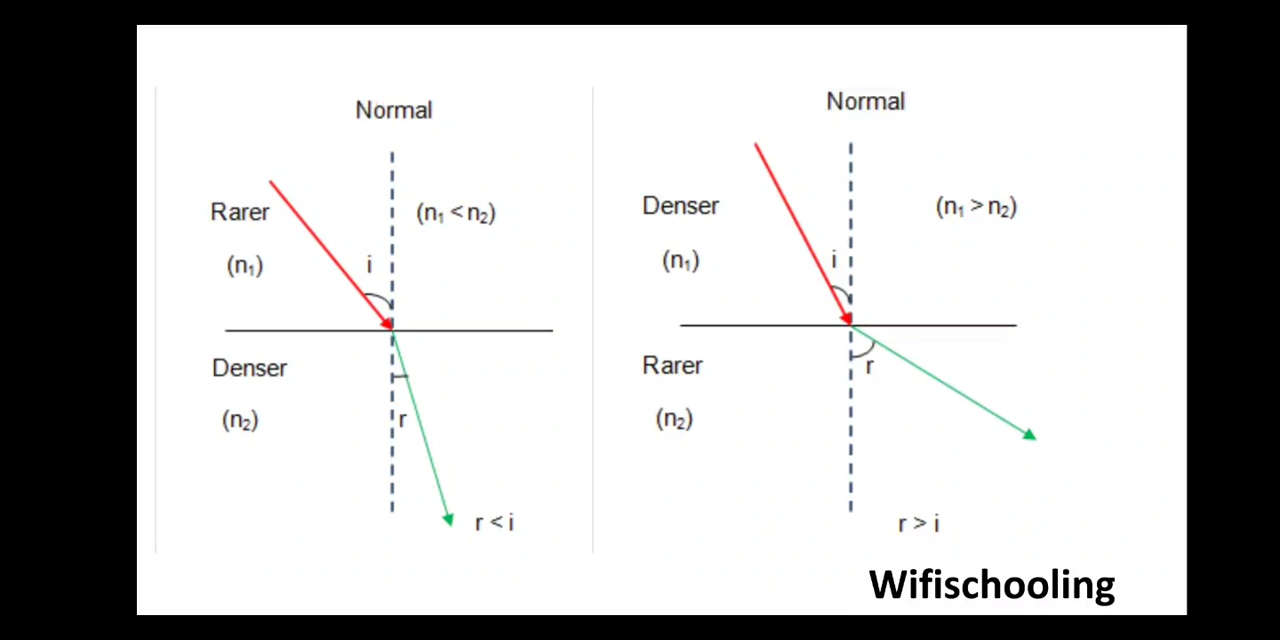 Normal
Rarer
(n₁ < n₂)
(n₁)
i
Denser
(n₂)
r
r < i
Normal
Denser
(n₁ > n₂)
(n₁)
i
Rarer
r
(n₂)
r > i
Wifischooling